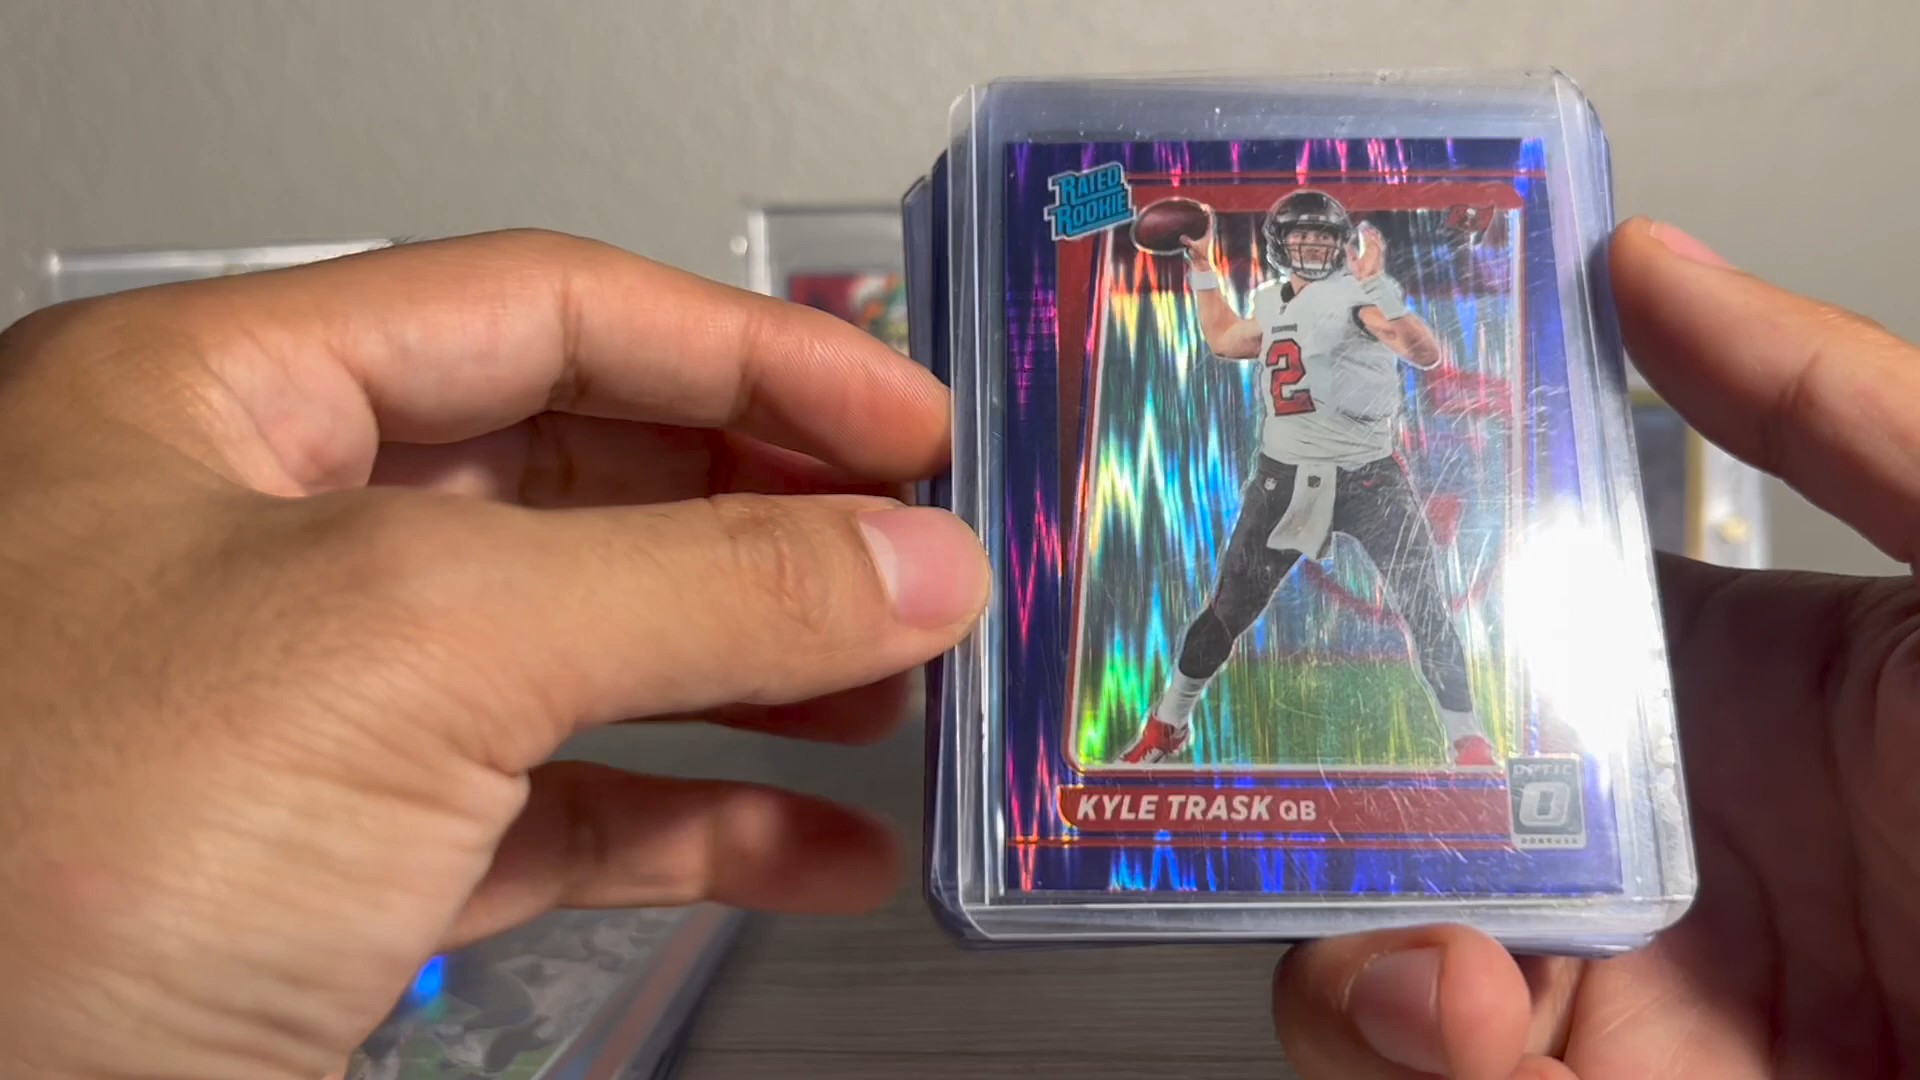 RATED
ROOKIE
2
KYLE TRASK QB
OPTIC
O
DONRUSS